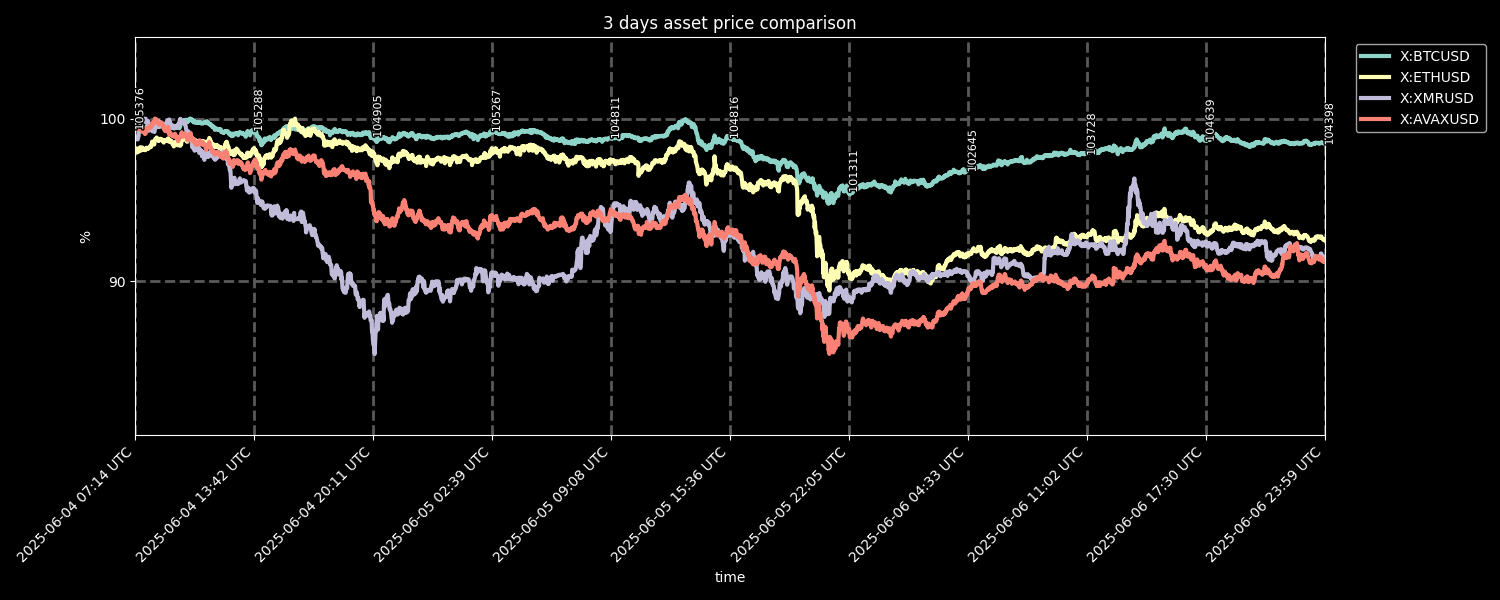 3 days asset price comparison
X:BTCUSD
X:ETHUSD
X:XMRUSD
X:AVAXUSD
%
100
90
105376
105288
104905
105267
104811
104816
101311
102645
103728
104639
104398
2025-06-04 07:14 UTC
2025-06-04 13:42 UTC
2025-06-04 20:11 UTC
2025-06-05 02:39 UTC
2025-06-05 09:08 UTC
2025-06-05 15:36 UTC
2025-06-05 22:05 UTC
2025-06-06 04:33 UTC
2025-06-06 11:02 UTC
2025-06-06 17:30 UTC
2025-06-06 23:59 UTC
time